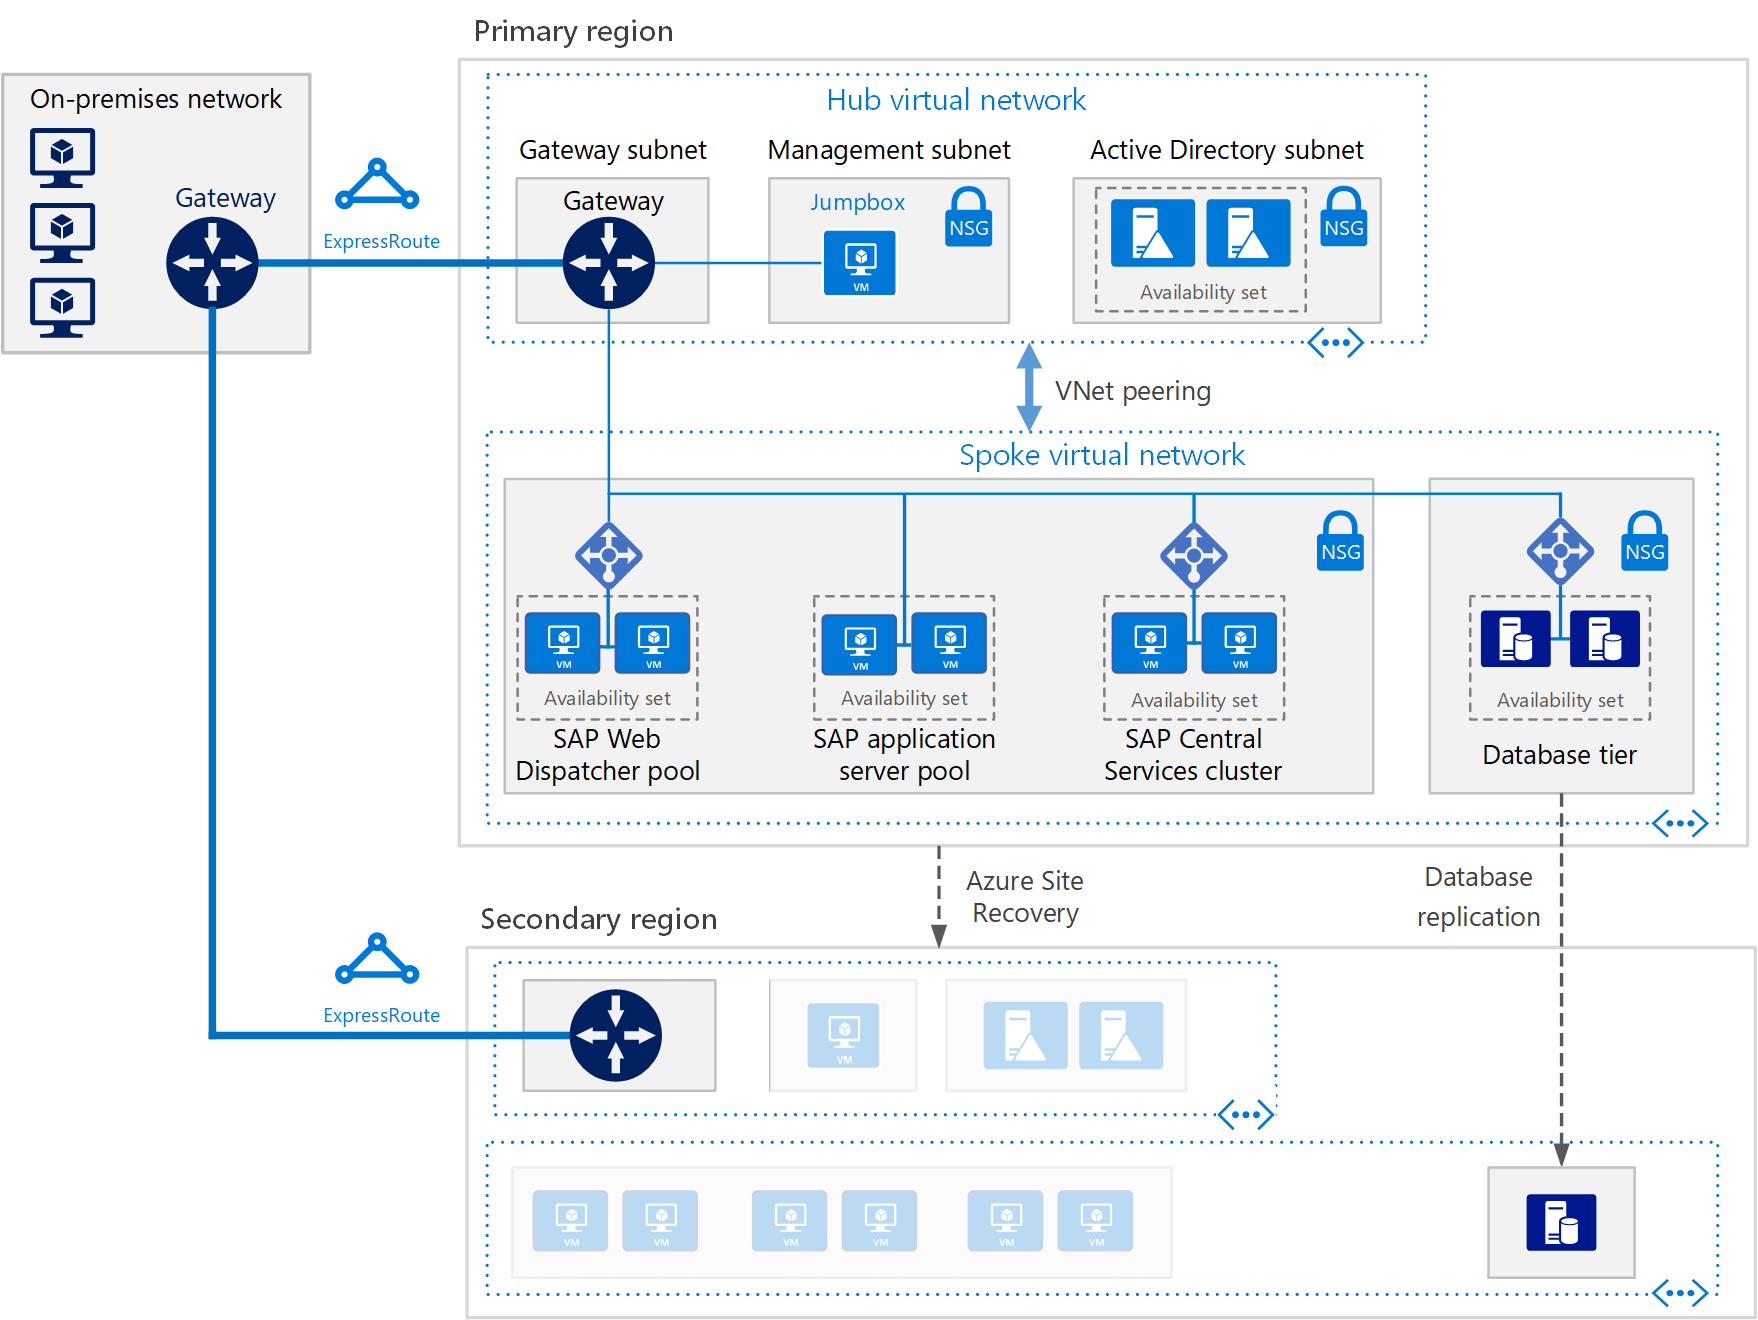 Primary region
On-premises network
Gateway
ExpressRoute
Hub virtual network
Gateway subnet
Gateway
Management subnet
Jumpbox
VM
NSG
Active Directory subnet
NSG
Availability set
VNet peering
Spoke virtual network
NSG
NSG
VM
VM
Availability set
SAP Web
Dispatcher pool
VM
VM
Availability set
SAP application
server pool
VM
VM
Availability set
SAP Central
Services cluster
Availability set
Database tier
Azure Site
Recovery
Database
replication
Secondary region
ExpressRoute
VM
VM
VM
VM
VM
VM
VM